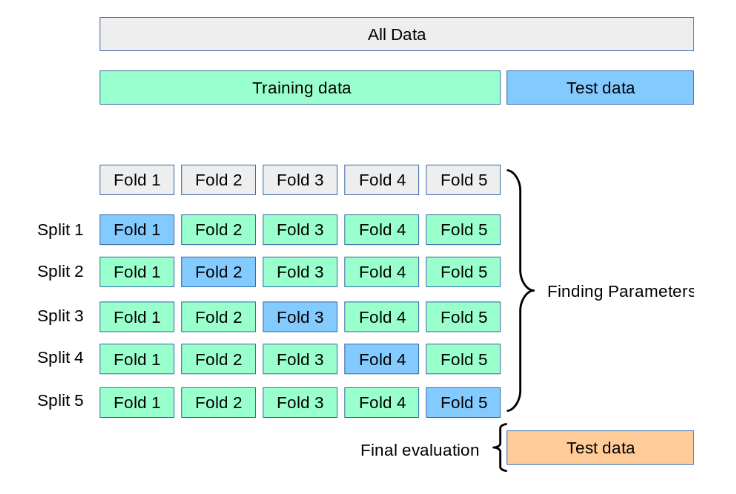 All Data
Training data Test data
Fold 1 Fold 2 Fold 3 Fold 4 Fold 5
Split 1 Fold 1 Fold 2 Fold 3 Fold 4 Fold 5
Split 2 Fold 1 Fold 2 Fold 3 Fold 4 Fold 5
Finding Parameters
Split 3 Fold 1 Fold 2 Fold 3 Fold 4 Fold 5
Split 4 Fold 1 Fold 2 Fold 3 Fold 4 Fold 5
Split 5 Fold 1 Fold 2 Fold 3 Fold 4 Fold 5
Final evaluation Test data